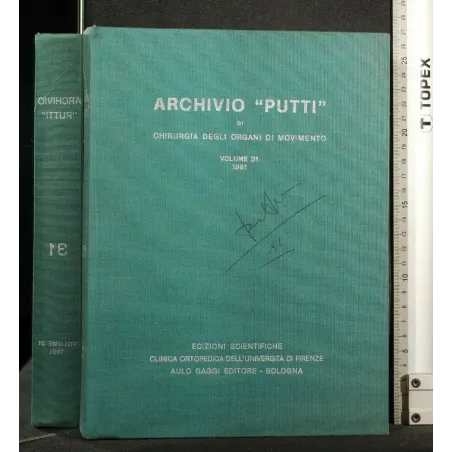 ARCHIVIO "PUTTI"
DI
CHIRURGIA DEGLI ORGANI DI MOVIMENTO
VOLUME 31
1981
EDIZIONI SCIENTIFICHE
CLINICA ORTOPEDICA DELL'UNIVERSITÀ DI FIRENZE
AULO GAGGI EDITORE - BOLOGNA
ARCHIVIO
"PUTTI"
31
VOLUME 31
1981
TOPEX